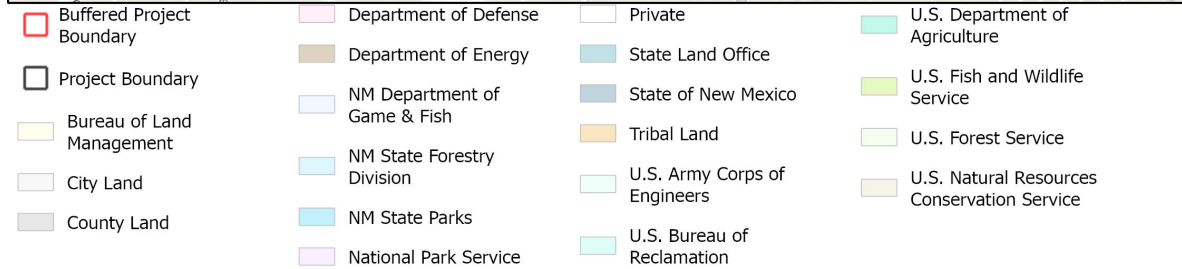 Buffered Project
Boundary
Project Boundary
Bureau of Land
Management
City Land
County Land
Department of Defense
Department of Energy
NM Department of
Game & Fish
NM State Forestry
Division
NM State Parks
National Park Service
Private
State Land Office
State of New Mexico
Tribal Land
U.S. Army Corps of
Engineers
U.S. Bureau of
Reclamation
U.S. Department of
Agriculture
U.S. Fish and Wildlife
Service
U.S. Forest Service
U.S. Natural Resources
Conservation Service